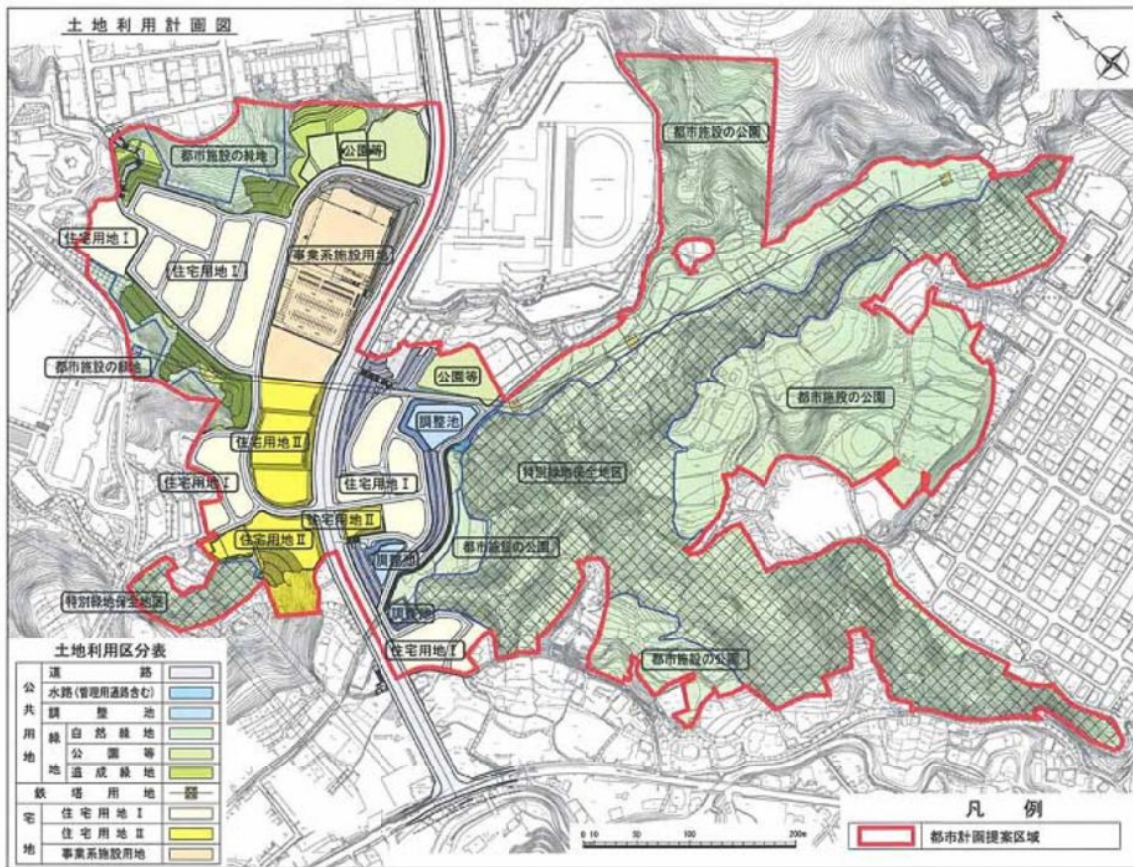 土地利用計画図
都市施設の公園
都市施設の緑地
公園等
住宅用地Ⅰ
住宅用地Ⅰ
事業系施設用地
都市施設の緑地
公園等
都市施設の公園
調整池
住宅用地Ⅱ
特別緑地保全地区
住宅用地Ⅰ
住宅用地Ⅰ
住宅用地Ⅱ
住宅用地Ⅱ
都市施設の公園
調整池
特別緑地保全地区
調整池
住宅用地Ⅰ
都市施設の公園
土地利用区分表
公共用地
道路
水路(管理用通路含む)
調整池
緑地
自然緑地
公園等
造成緑地
鉄塔用地
宅地
住宅用地Ⅰ
住宅用地Ⅱ
事業系施設用地
0 10 50 100 200m
凡例
都市計画提案区域